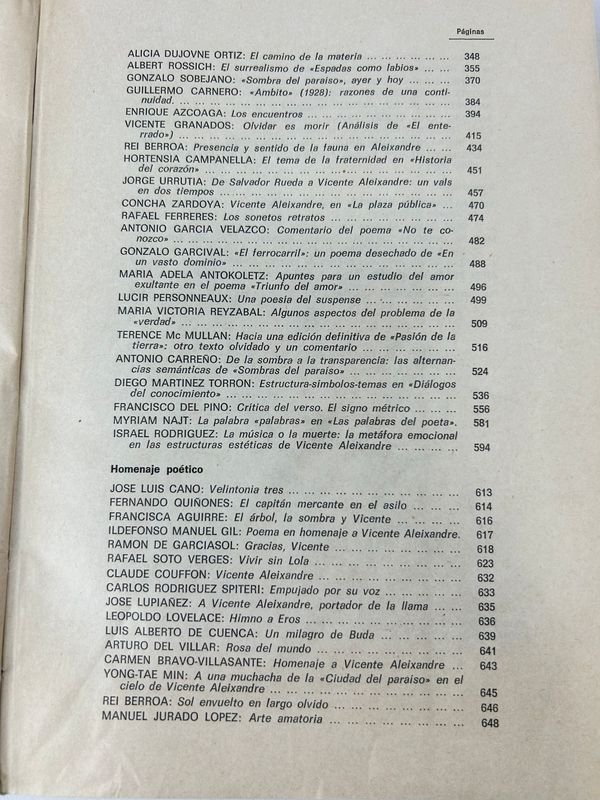 Páginas
ALICIA DUJOVNE ORTIZ: El camino de la materia ... ... ... ... ... ... 348
ALBERT ROSSICH: El surrealismo de «Espadas como labios» ... ... 355
GONZALO SOBEJANO: «Sombra del paraíso», ayer y hoy ... ... ... 370
GUILLERMO CARNERO: «Ambito» (1928): razones de una conti-
nuidad. ... ... ... ... ... ... ... ... ... ... ... ... ... ... ... ... 384
ENRIQUE AZCOAGA: Los encuentros ... ... ... ... ... ... ... ... ... 394
VICENTE GRANADOS: Olvidar es morir (Análisis de «El ente-
rrado») ... ... ... ... ... ... ... ... ... ... ... ... ... ... ... ... 415
REI BERROA: Presencia y sentido de la fauna en Aleixandre ... ... 434
HORTENSIA CAMPANELLA: El tema de la fraternidad en «Historia
del corazón» ... ... ... ... ... ... ... ... ... ... ... ... ... ... 451
JORGE URRUTIA: De Salvador Rueda a Vicente Aleixandre: un vals
en dos tiempos ... ... ... ... ... ... ... ... ... ... ... ... ... 457
CONCHA ZARDOYA: Vicente Aleixandre, en «La plaza pública» ... 470
RAFAEL FERRERES: Los sonetos retratos ... ... ... ... ... ... ... 474
ANTONIO GARCIA VELAZCO: Comentario del poema «No te co-
nozco» ... ... ... ... ... ... ... ... ... ... ... ... ... ... ... ... 482
GONZALO GARCIVAL: «El ferrocarril»: un poema desechado de «En
un vasto dominio» ... ... ... ... ... ... ... ... ... ... ... ... 488
MARIA ADELA ANTOKOLETZ: Apuntes para un estudio del amor
exultante en el poema «Triunfo del amor» ... ... ... ... ... ... 496
LUCIR PERSONNEAUX: Una poesía del suspense ... ... ... ... ... 499
MARIA VICTORIA REYZABAL: Algunos aspectos del problema de la
«verdad» ... ... ... ... ... ... ... ... ... ... ... ... ... ... ... 509
TERENCE Mc MULLAN: Hacia una edición definitiva de «Pasión de la
tierra»: otro texto olvidado y un comentario ... ... ... ... ... 516
ANTONIO CARREÑO: De la sombra a la transparencia: las alternan-
cias semánticas de «Sombras del paraíso» ... ... ... ... ... ... 524
DIEGO MARTINEZ TORRON: Estructura-símbolos-temas en «Diálogos
del conocimiento» ... ... ... ... ... ... ... ... ... ... ... ... 536
FRANCISCO DEL PINO: Crítica del verso. El signo métrico ... ... ... 556
MYRIAM NAJT: La palabra «palabras» en «Las palabras del poeta». 581
ISRAEL RODRIGUEZ: La música o la muerte: la metáfora emocional
en las estructuras estéticas de Vicente Aleixandre ... ... ... ... 594
Homenaje poético
JOSE LUIS CANO: Velintonia tres ... ... ... ... ... ... ... ... ... 613
FERNANDO QUIÑONES: El capitán mercante en el asilo ... ... ... 614
FRANCISCA AGUIRRE: El árbol, la sombra y Vicente ... ... ... ... 616
ILDEFONSO MANUEL GIL: Poema en homenaje a Vicente Aleixandre. 617
RAMON DE GARCIASOL: Gracias, Vicente ... ... ... ... ... ... ... 618
RAFAEL SOTO VERGES: Vivir sin Lola ... ... ... ... ... ... ... ... 623
CLAUDE COUFFON: Vicente Aleixandre ... ... ... ... ... ... ... ... 632
CARLOS RODRIGUEZ SPITERI: Empujado por su voz ... ... ... ... 633
JOSE LUPIAÑEZ: A Vicente Aleixandre, portador de la llama ... ... 635
LEOPOLDO LOVELACE: Himno a Eros ... ... ... ... ... ... ... ... 636
LUIS ALBERTO DE CUENCA: Un milagro de Buda ... ... ... ... ... 639
ARTURO DEL VILLAR: Rosa del mundo ... ... ... ... ... ... ... ... 641
CARMEN BRAVO-VILLASANTE: Homenaje a Vicente Aleixandre ... 643
YONG-TAE MIN: A una muchacha de la «Ciudad del paraíso» en el
cielo de Vicente Aleixandre ... ... ... ... ... ... ... ... ... ... 645
REI BERROA: Sol envuelto en largo olvido ... ... ... ... ... ... ... 646
MANUEL JURADO LOPEZ: Arte amatoria ... ... ... ... ... ... ... ... 648